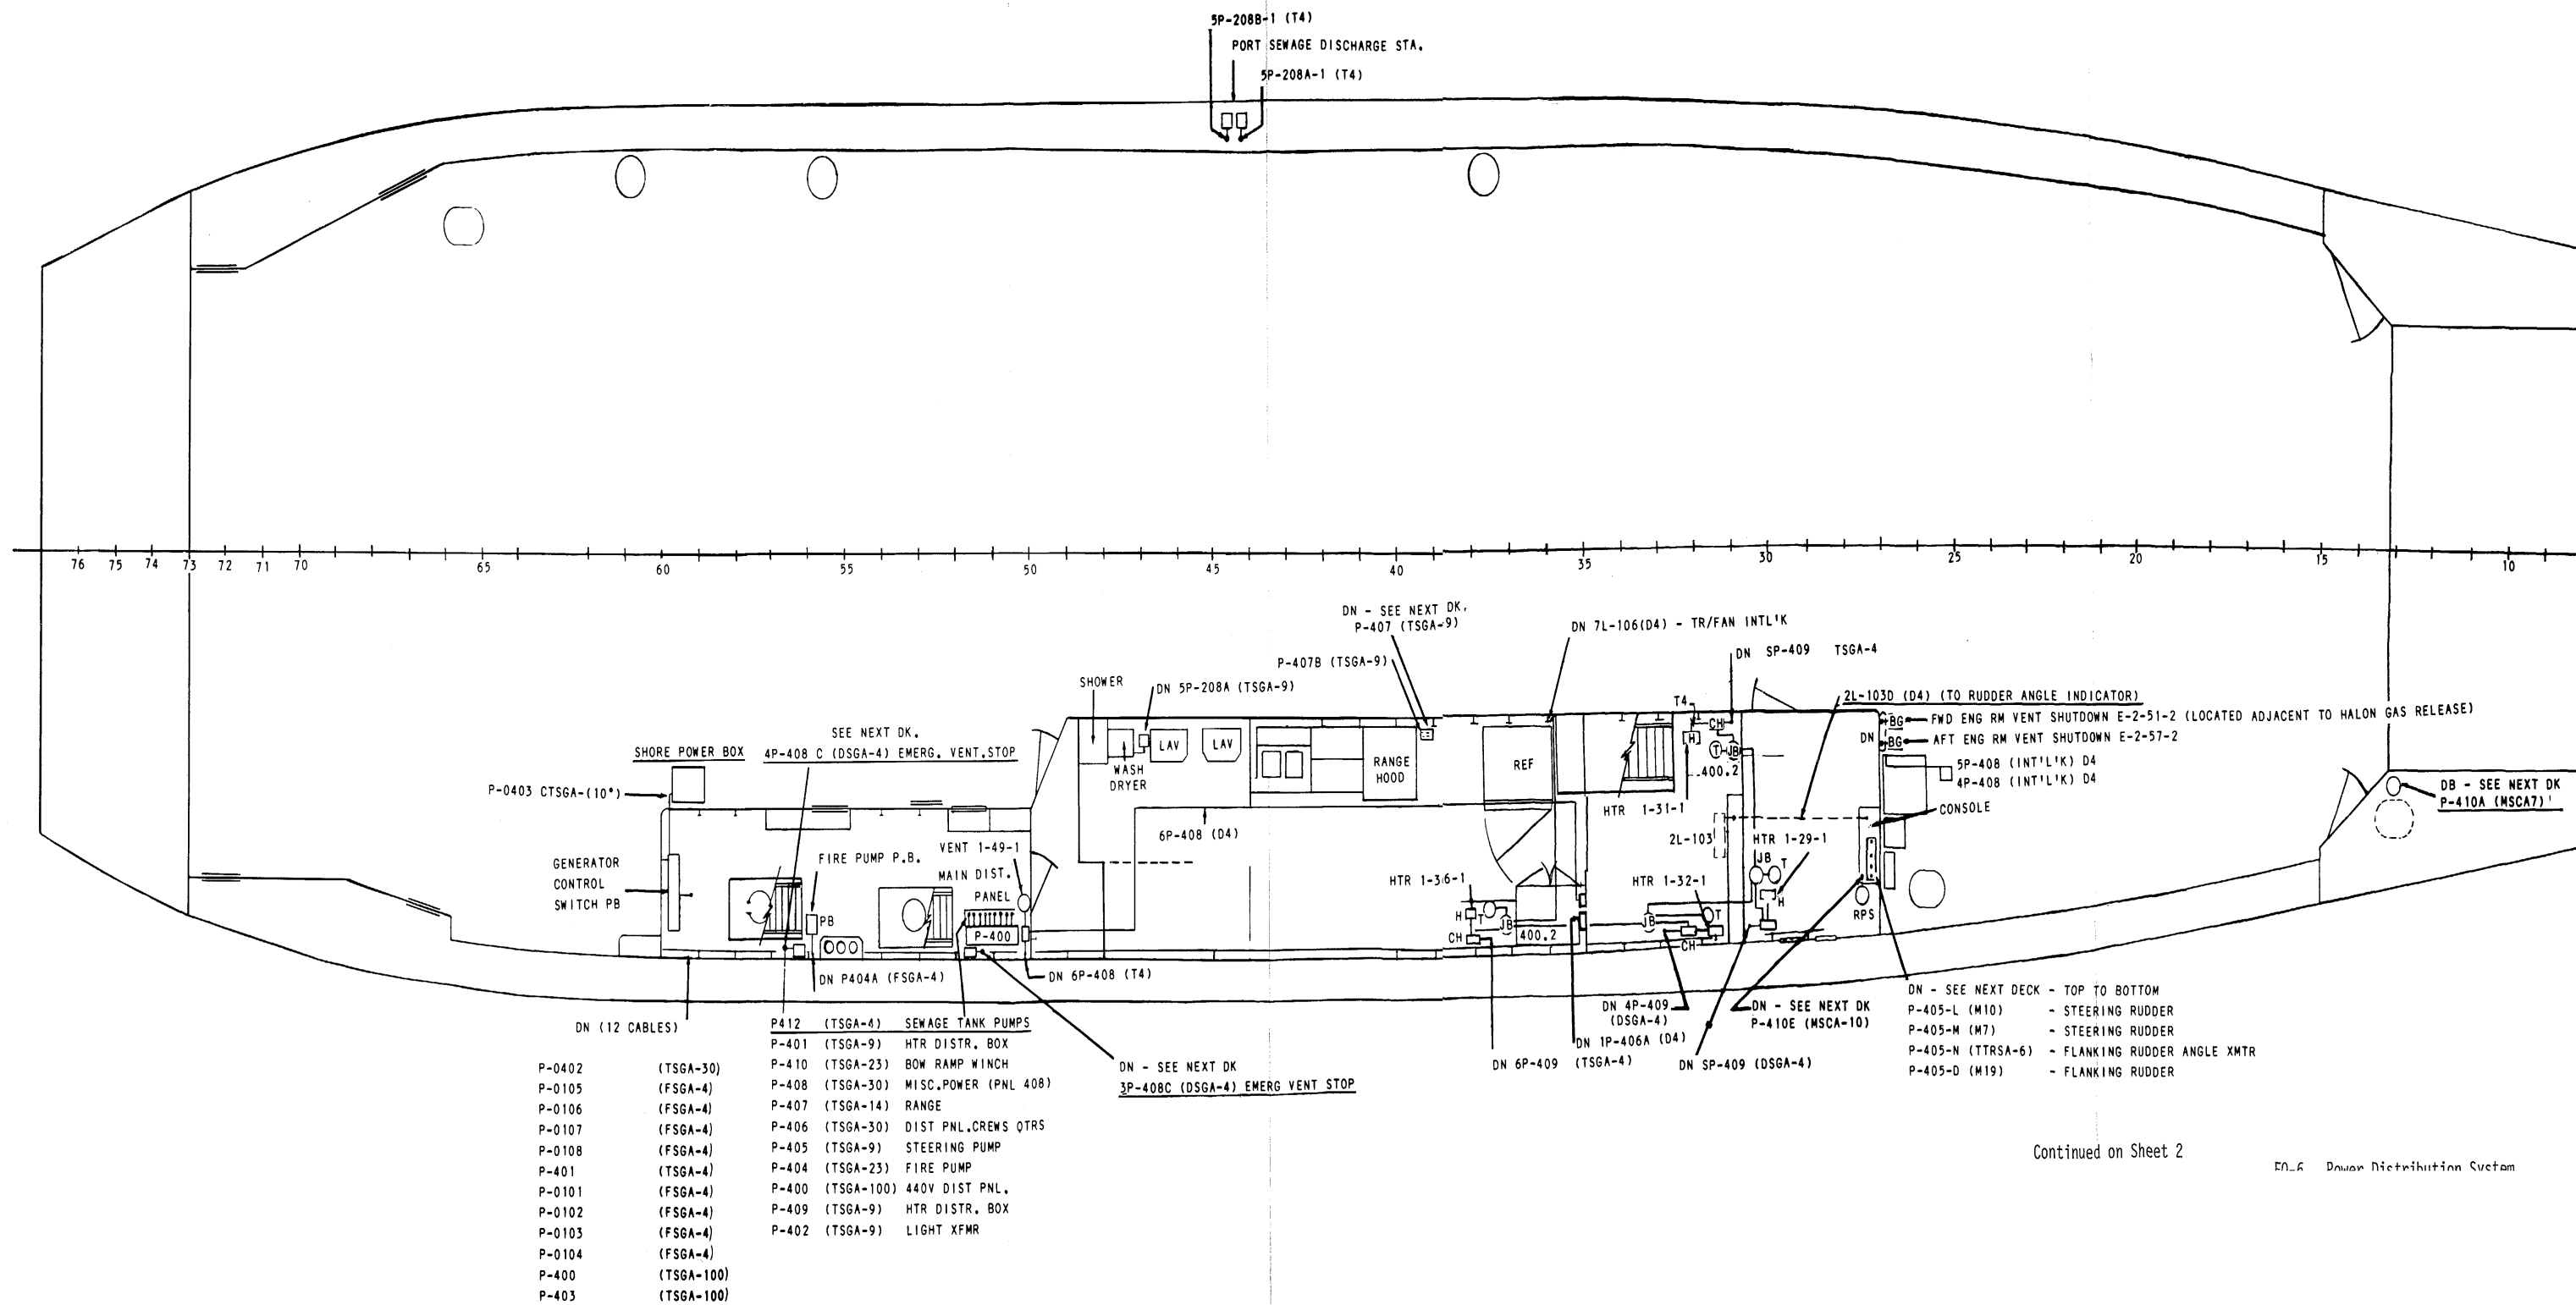 5P-208B-1 (T4)
PORT SEWAGE DISCHARGE STA.
5P-208A-1 (T4)
76 75 74 73 72 71 70 65 60 55 50 45 40 35 30 25 20 15 10
DN - SEE NEXT DK.
P-407 (TSGA-9)
DN 7L-106(D4) - TR/FAN INTL'K
P-407B (TSGA-9)
DN SP-409 TSGA-4
SHOWER
DN 5P-208A (TSGA-9)
T4
2L-103D (D4) (TO RUDDER ANGLE INDICATOR)
BG
FWD ENG RM VENT SHUTDOWN E-2-51-2 (LOCATED ADJACENT TO HALON GAS RELEASE)
DN
BG
AFT ENG RM VENT SHUTDOWN E-2-57-2
SEE NEXT DK.
SHORE POWER BOX
4P-408 C (DSGA-4) EMERG. VENT.STOP
LAV
LAV
WASH
DRYER
RANGE
HOOD
REF
CH
H
T
JB
400.2
5P-408 (INT'L'K) D4
4P-408 (INT'L'K) D4
P-0403 CTSGA-(10°)
DB - SEE NEXT DK
P-410A (MSCA7)
HTR 1-31-1
CONSOLE
6P-408 (D4)
2L-103
HTR 1-29-1
GENERATOR
CONTROL
SWITCH PB
FIRE PUMP P.B.
VENT 1-49-1
MAIN DIST.
PANEL
JB
T
H
HTR 1-36-1
HTR 1-32-1
PB
P-400
H
T
JB
CH
400.2
JB
T
CH
RPS
DN P404A (FSGA-4)
DN 6P-408 (T4)
DN (12 CABLES)
P-0402 (TSGA-30)
P-0105 (FSGA-4)
P-0106 (FSGA-4)
P-0107 (FSGA-4)
P-0108 (FSGA-4)
P-401 (TSGA-4)
P-0101 (FSGA-4)
P-0102 (FSGA-4)
P-0103 (FSGA-4)
P-0104 (FSGA-4)
P-400 (TSGA-100)
P-403 (TSGA-100)
P412 (TSGA-4) SEWAGE TANK PUMPS
P-401 (TSGA-9) HTR DISTR. BOX
P-410 (TSGA-23) BOW RAMP WINCH
P-408 (TSGA-30) MISC.POWER (PNL 408)
P-407 (TSGA-14) RANGE
P-406 (TSGA-30) DIST PNL.CREWS QTRS
P-405 (TSGA-9) STEERING PUMP
P-404 (TSGA-23) FIRE PUMP
P-400 (TSGA-100) 440V DIST PNL.
P-409 (TSGA-9) HTR DISTR. BOX
P-402 (TSGA-9) LIGHT XFMR
DN - SEE NEXT DK
3P-408C (DSGA-4) EMERG VENT STOP
DN 6P-409 (TSGA-4)
DN 1P-406A (D4)
DN 4P-409
(DSGA-4)
DN SP-409 (DSGA-4)
DN - SEE NEXT DK
P-410E (MSCA-10)
DN - SEE NEXT DECK - TOP TO BOTTOM
P-405-L (M10) - STEERING RUDDER
P-405-M (M7) - STEERING RUDDER
P-405-N (TTRSA-6) - FLANKING RUDDER ANGLE XMTR
P-405-D (M19) - FLANKING RUDDER
Continued on Sheet 2
FO-6 Power Distribution System